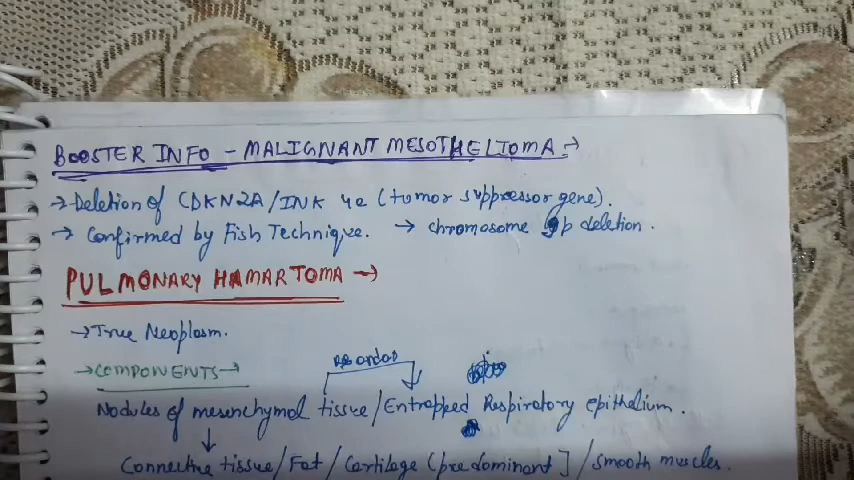 BOOSTER INFO - MALIGNANT MESOTHELIOMA →
→ Deletion of CDKN2A/INK 4a (tumor suppressor gene).
→ Confirmed by Fish Technique. → chromosome 9p deletion.
PULMONARY HAMARTOMA →
→ True Neoplasm.
→ COMPONENTS →
Nodules of mesenchymal tissue/Entrapped Respiratory epithelium.
Connective tissue/Fat/Cartilage (predominant]/smooth muscles.